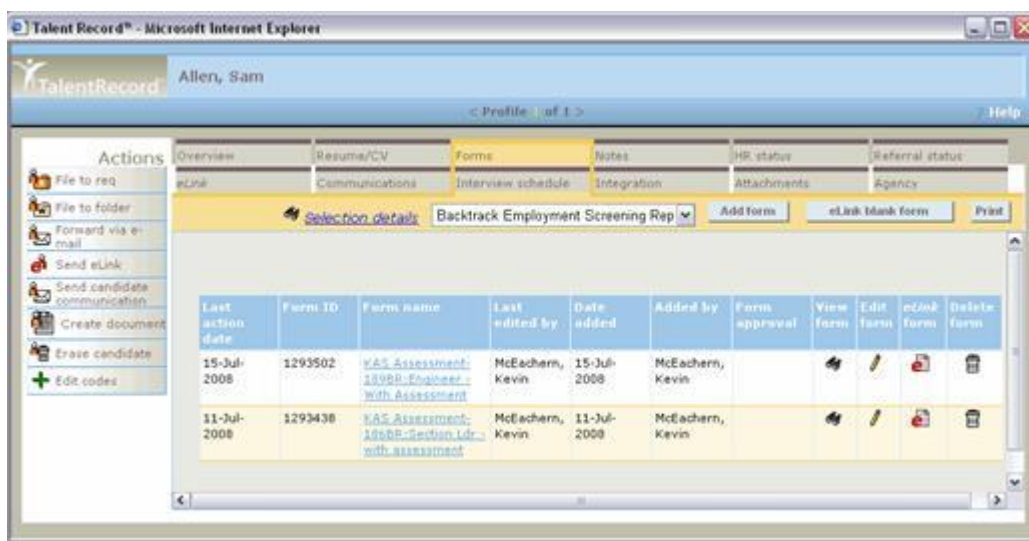 Talent Record® - Microsoft Internet Explorer
TalentRecord
Allen, Sam
< Profile 1 of 1 >
? Help
Actions
File to req
File to folder
Forward via e-
mail
Send eLink
Send candidate
communication
Create document
Erase candidate
Edit codes
Overview Resume/CV Forms Notes HR status Referral status
eLink Communications Interview schedule Integration Attachments Agency
Selection details Backtrack Employment Screening Rep Add form eLink blank form Print
Last action date Form ID Form name Last edited by Date added Added by Form approval View form Edit form eLink form Delete form
15-Jul- 1293502 KAS Assessment- McEachern, 15-Jul- McEachern,
2008 189BR:Engineer - Kevin 2008 Kevin
With Assessment
11-Jul- 1293438 KAS Assessment- McEachern, 11-Jul- McEachern,
2008 186BR:Section Ldr - Kevin 2008 Kevin
with assessment